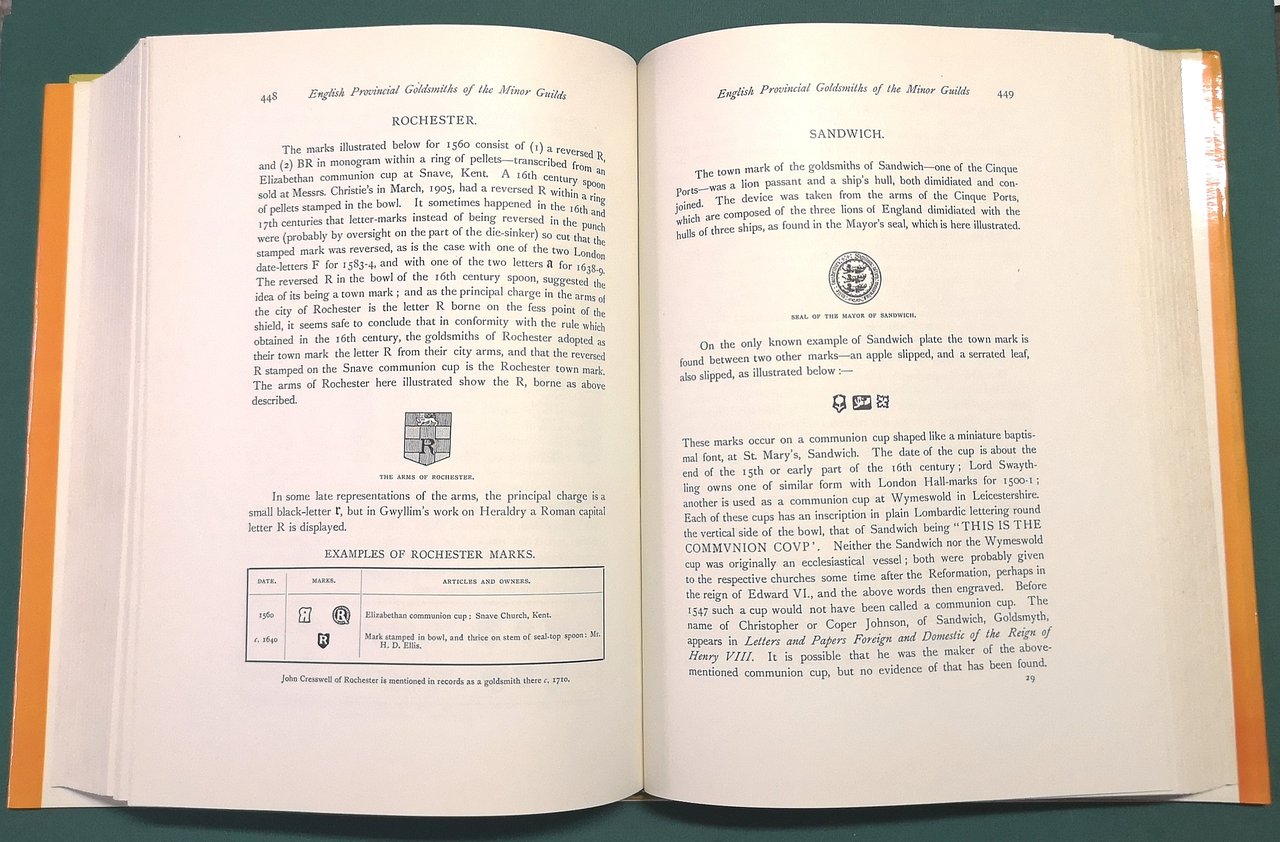 448 English Provincial Goldsmiths of the Minor Guilds
ROCHESTER.
The marks illustrated below for 1560 consist of (1) a reversed R,
and (2) BR in monogram within a ring of pellets—transcribed from an
Elizabethan communion cup at Snave, Kent. A 16th century spoon
sold at Messrs. Christie's in March, 1905, had a reversed R within a ring
of pellets stamped in the bowl. It sometimes happened in the 16th and
17th centuries that letter-marks instead of being reversed in the punch
were (probably by oversight on the part of the die-sinker) so cut that the
stamped mark was reversed, as is the case with one of the two London
date-letters F for 1583-4, and with one of the two letters a for 1638-9.
The reversed R in the bowl of the 16th century spoon, suggested the
idea of its being a town mark; and as the principal charge in the arms of
the city of Rochester is the letter R borne on the fess point of the
shield, it seems safe to conclude that in conformity with the rule which
obtained in the 16th century, the goldsmiths of Rochester adopted as
their town mark the letter R from their city arms, and that the reversed
R stamped on the Snave communion cup is the Rochester town mark.
The arms of Rochester here illustrated show the R, borne as above
described.
R
THE ARMS OF ROCHESTER.
In some late representations of the arms, the principal charge is a
small black-letter r, but in Gwyllim's work on Heraldry a Roman capital
letter R is displayed.
EXAMPLES OF ROCHESTER MARKS.
DATE. MARKS. ARTICLES AND OWNERS.
1560 Я R Elizabethan communion cup: Snave Church, Kent.
c. 1640 R Mark stamped in bowl, and thrice on stem of seal-top spoon: Mr.
H. D. Ellis.
John Cresswell of Rochester is mentioned in records as a goldsmith there c. 1710.
English Provincial Goldsmiths of the Minor Guilds 449
SANDWICH.
The town mark of the goldsmiths of Sandwich—one of the Cinque
Ports—was a lion passant and a ship's hull, both dimidiated and con-
joined. The device was taken from the arms of the Cinque Ports,
which are composed of the three lions of England dimidiated with the
hulls of three ships, as found in the Mayor's seal, which is here illustrated.
SEAL OF THE MAYOR OF SANDWICH.
On the only known example of Sandwich plate the town mark is
found between two other marks—an apple slipped, and a serrated leaf,
also slipped, as illustrated below:—
These marks occur on a communion cup shaped like a miniature baptis-
mal font, at St. Mary's, Sandwich. The date of the cup is about the
end of the 15th or early part of the 16th century; Lord Swayth-
ling owns one of similar form with London Hall-marks for 1500-1;
another is used as a communion cup at Wymeswold in Leicestershire.
Each of these cups has an inscription in plain Lombardic lettering round
the vertical side of the bowl, that of Sandwich being "THIS IS THE
COMMVNION COVP'. Neither the Sandwich nor the Wymeswold
cup was originally an ecclesiastical vessel; both were probably given
to the respective churches some time after the Reformation, perhaps in
the reign of Edward VI., and the above words then engraved. Before
1547 such a cup would not have been called a communion cup. The
name of Christopher or Coper Johnson, of Sandwich, Goldsmyth,
appears in Letters and Papers Foreign and Domestic of the Reign of
Henry VIII. It is possible that he was the maker of the above-
mentioned communion cup, but no evidence of that has been found.
29